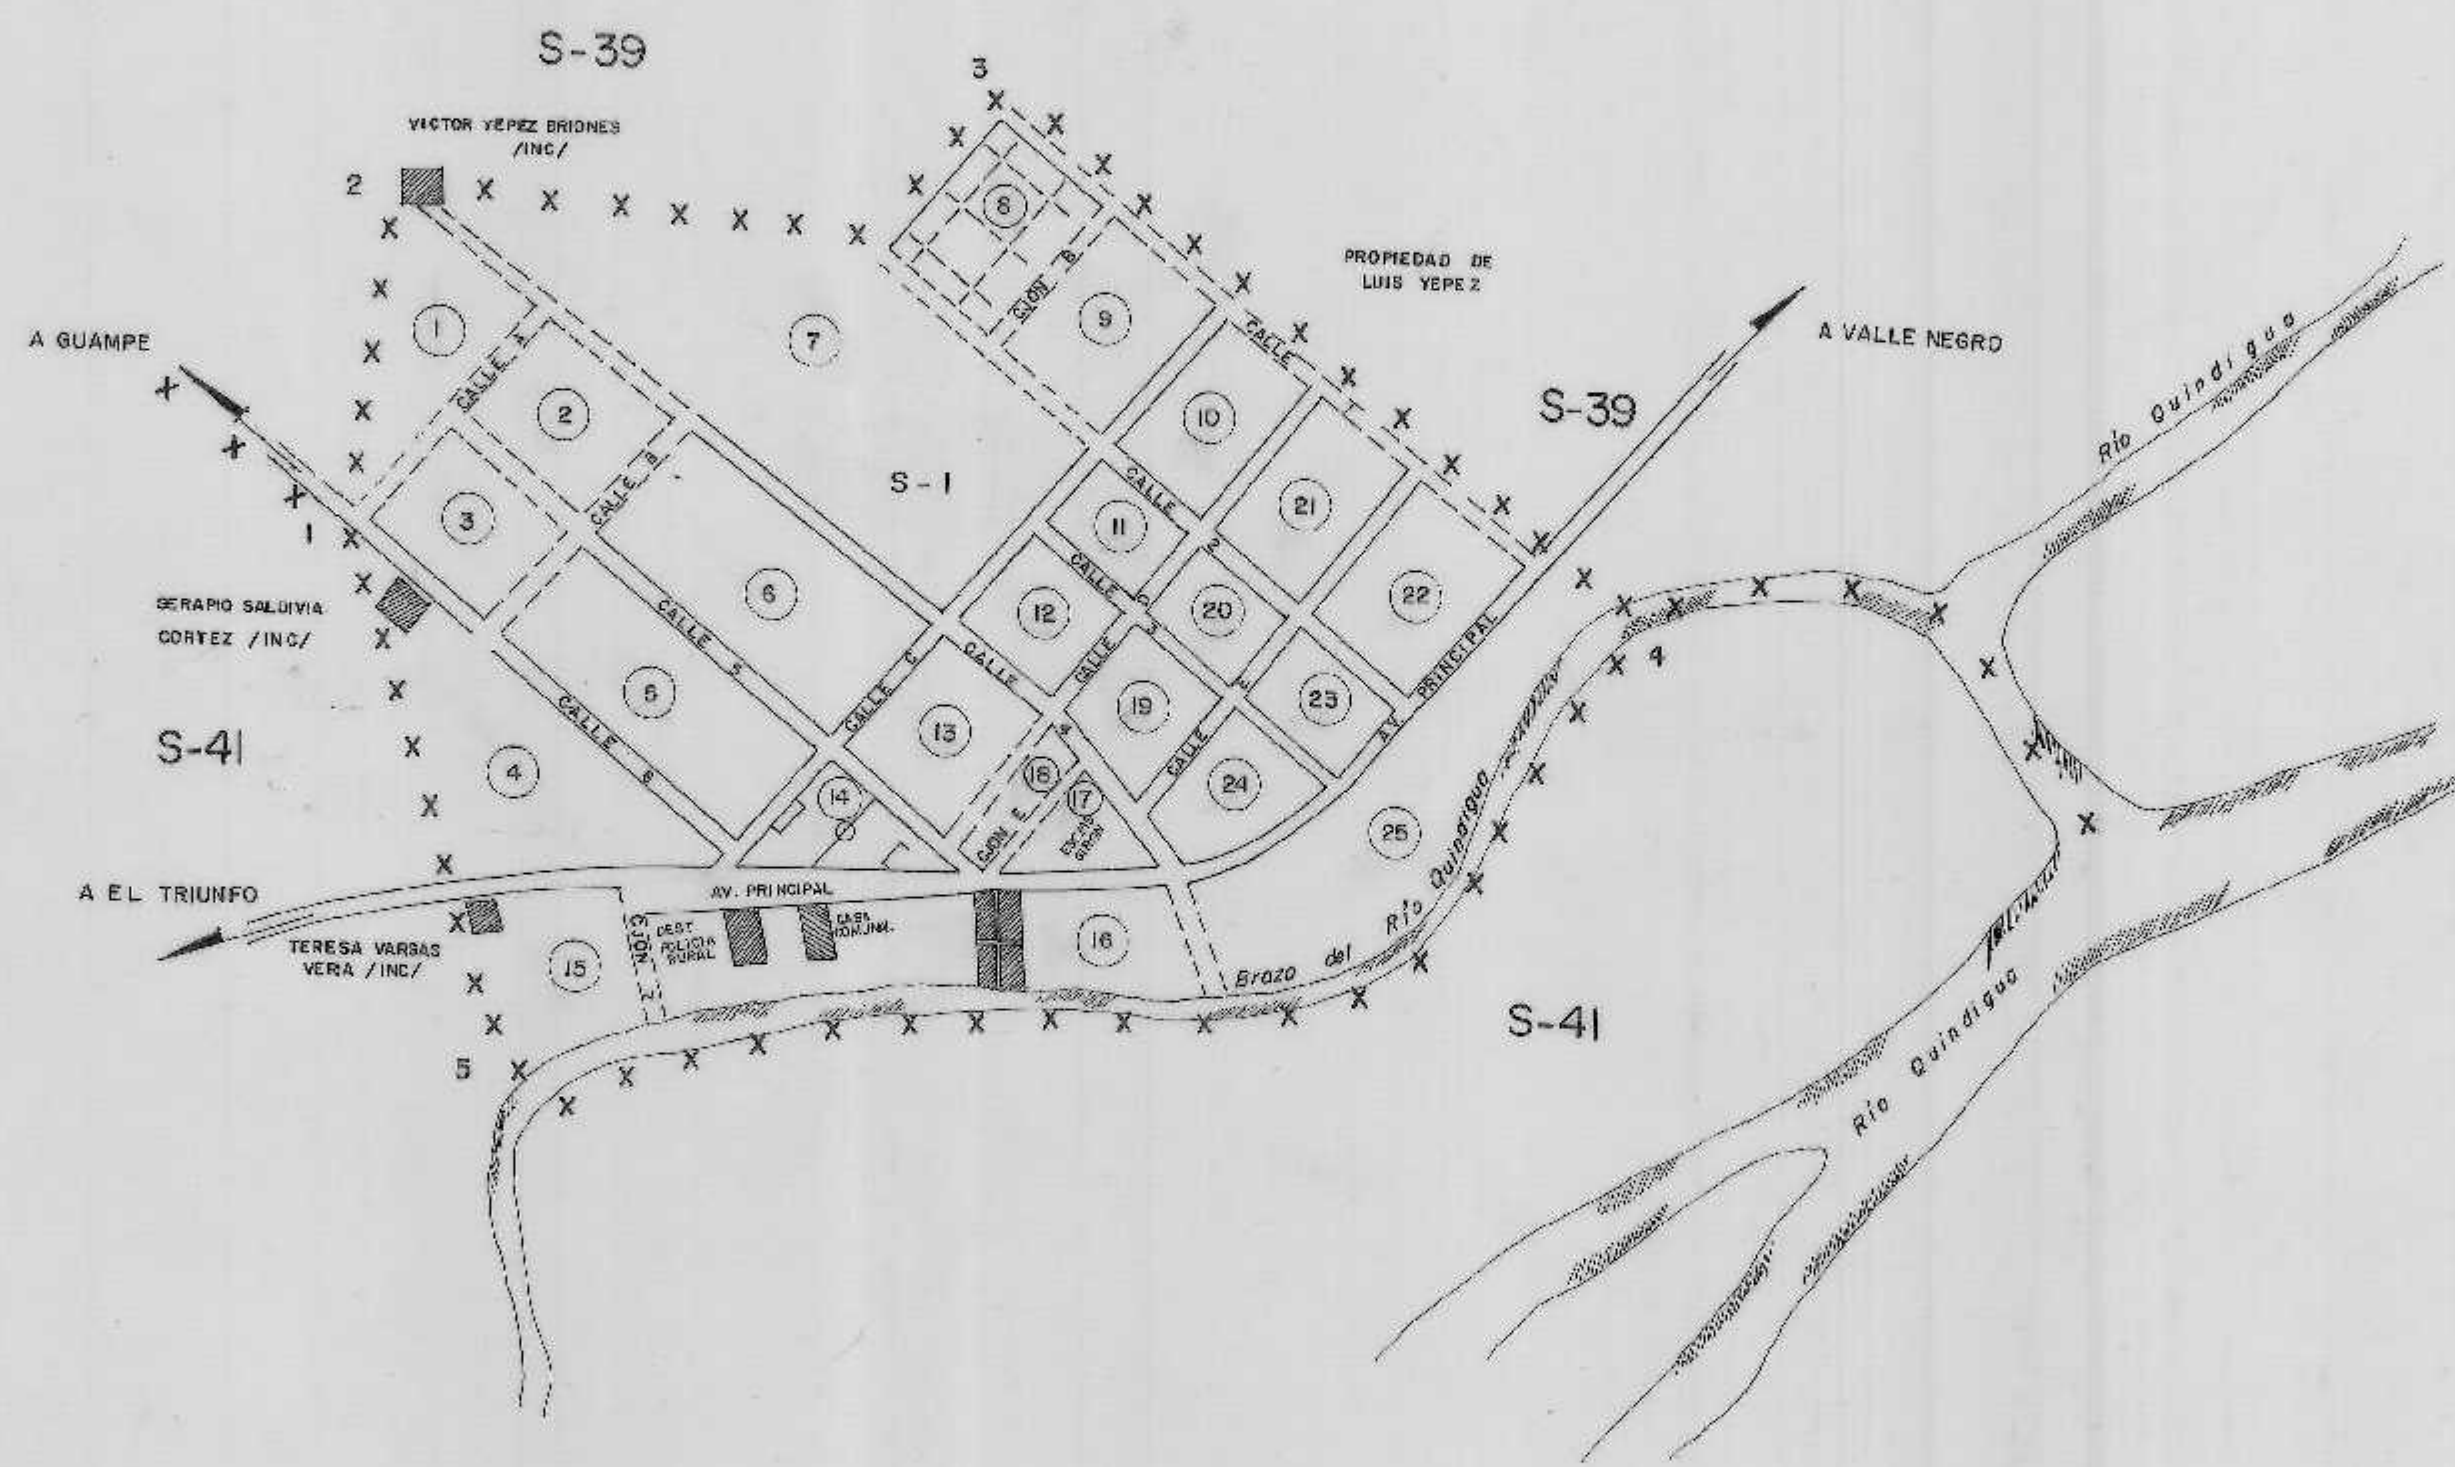 S-39
3
VICTOR YEPEZ BRIONES
/INC/
2
8
CJON B
PROPIEDAD DE
LUIS YEPEZ
A VALLE NEGRO
Río Quindigua
A GUAMPE
1
7
9
CALLE
CALLE A
2
10
S-39
CALLE B
S-1
CALLE 2
11
21
3
1
CALLE 3
SERAPIO SALDIVIA
CORTEZ /INC/
6
12
20
22
CALLE 5
CALLE C
CALLE 4
CALLE D
AV. PRINCIPAL
4
5
13
19
23
S-41
CALLE 6
4
14
18
17
CALLE E
24
CJON E
25
Brazo del Río Quindigua
A EL TRIUNFO
AV. PRINCIPAL
TERESA VARGAS
VERA /INC/
15
CJON
DEST.
POLICIA
RURAL
CASA
COMUNAL
16
S-41
5
Río Quindigua